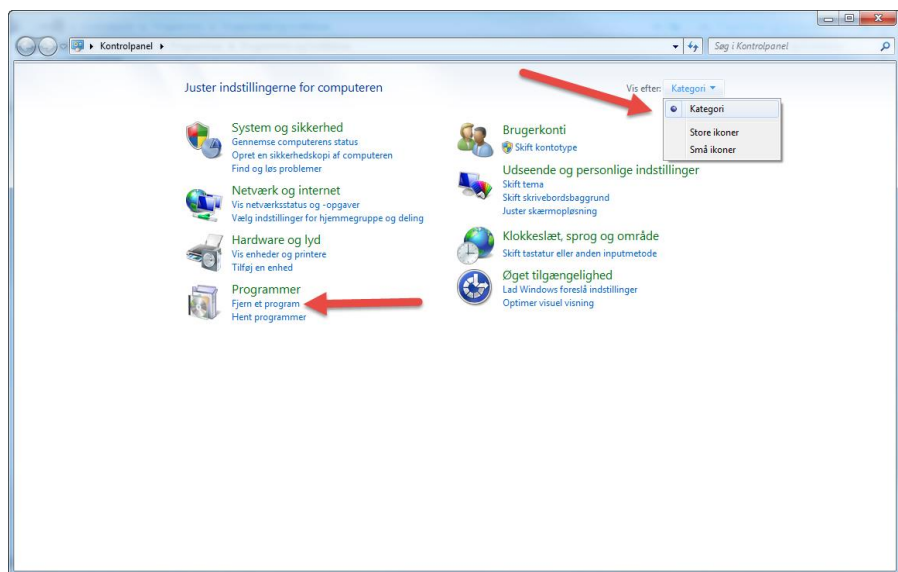 Kontrolpanel
Søg i Kontrolpanel
Juster indstillingerne for computeren
Vis efter: Kategori
Kategori
Store ikoner
Små ikoner
System og sikkerhed
Gennemse computerens status
Opret en sikkerhedskopi af computeren
Find og løs problemer
Netværk og internet
Vis netværksstatus og -opgaver
Vælg indstillinger for hjemmegruppe og deling
Hardware og lyd
Vis enheder og printere
Tilføj en enhed
Programmer
Fjern et program
Hent programmer
Brugerkonti
Skift kontotype
Udseende og personlige indstillinger
Skift tema
Skift skrivebordsbaggrund
Juster skærmopløsning
Klokkeslæt, sprog og område
Skift tastatur eller anden inputmetode
Øget tilgængelighed
Lad Windows foreslå indstillinger
Optimer visuel visning